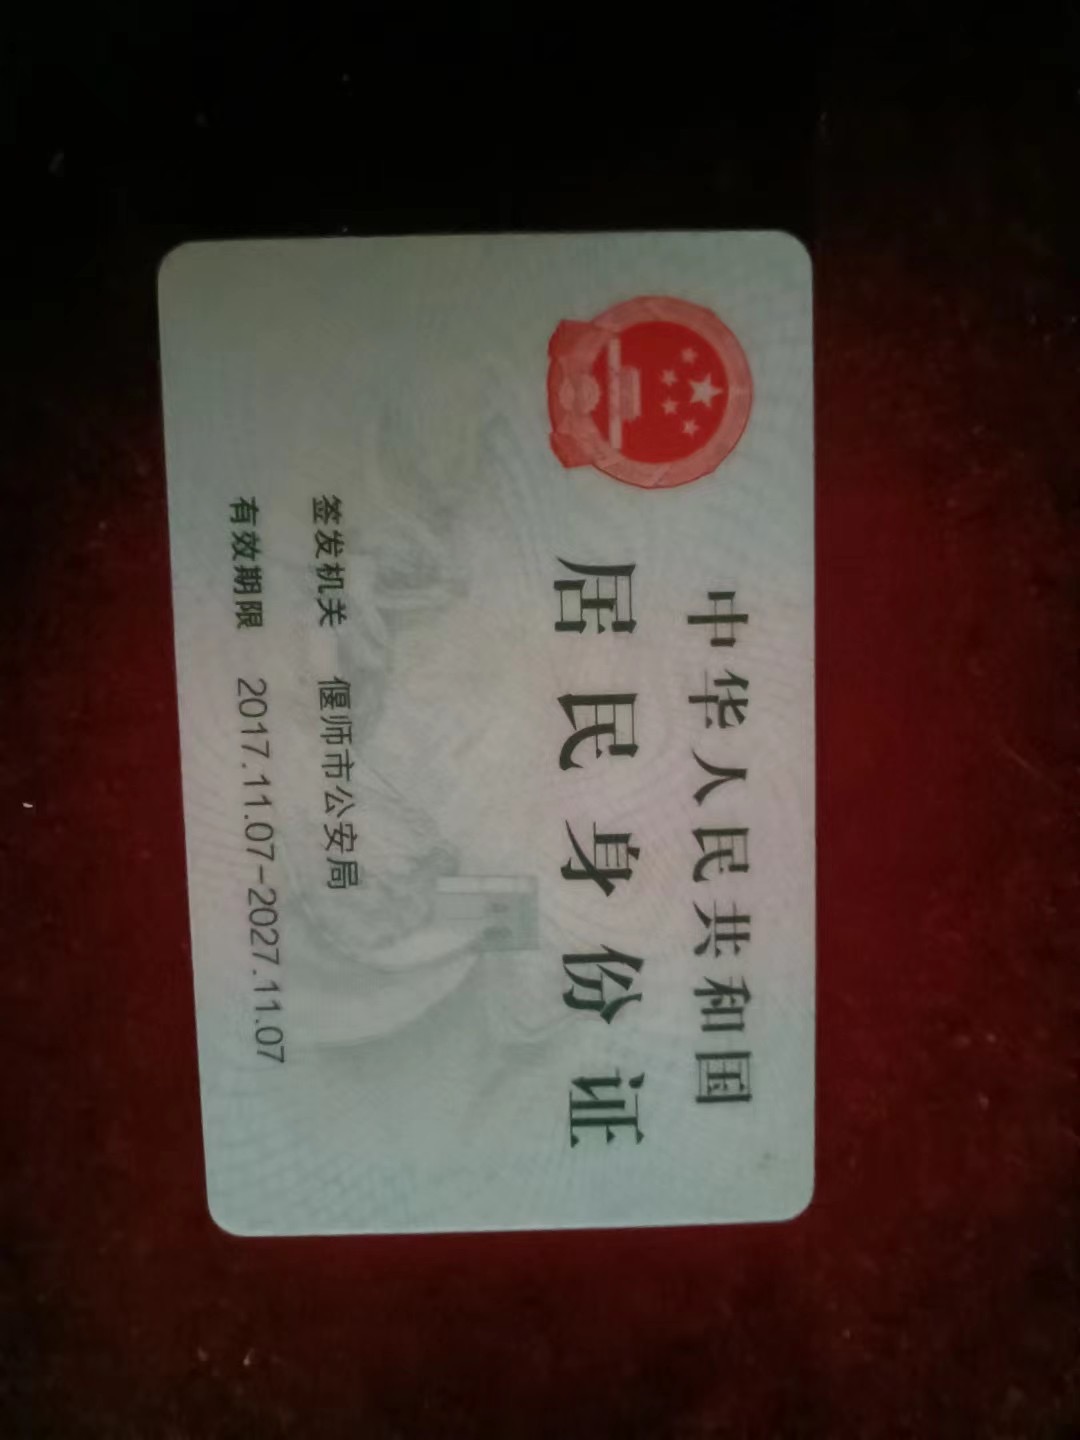 中华人民共和国
居民身份证
签发机关 偃师市公安局
有效期限 2017.11.07-2027.11.07